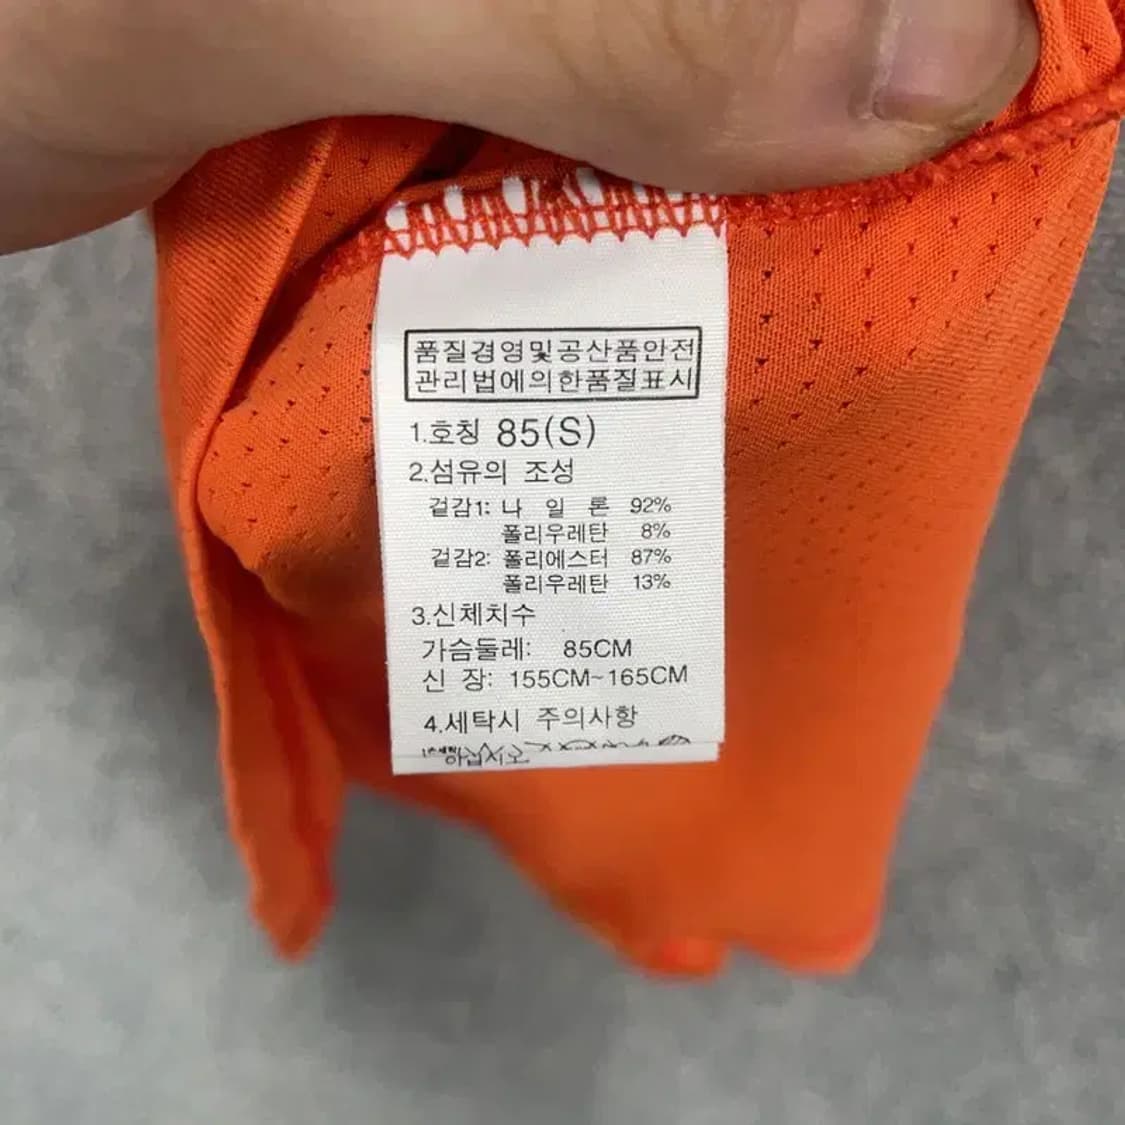 품질경영및공산품안전
관리법에의한품질표시
1.호칭 85(S)
2.섬유의 조성
겉감1: 나 일 론 92%
폴리우레탄 8%
겉감2: 폴리에스터 87%
폴리우레탄 13%
3.신체치수
가슴둘레: 85CM
신 장: 155CM~165CM
4.세탁시 주의사항
하십시오